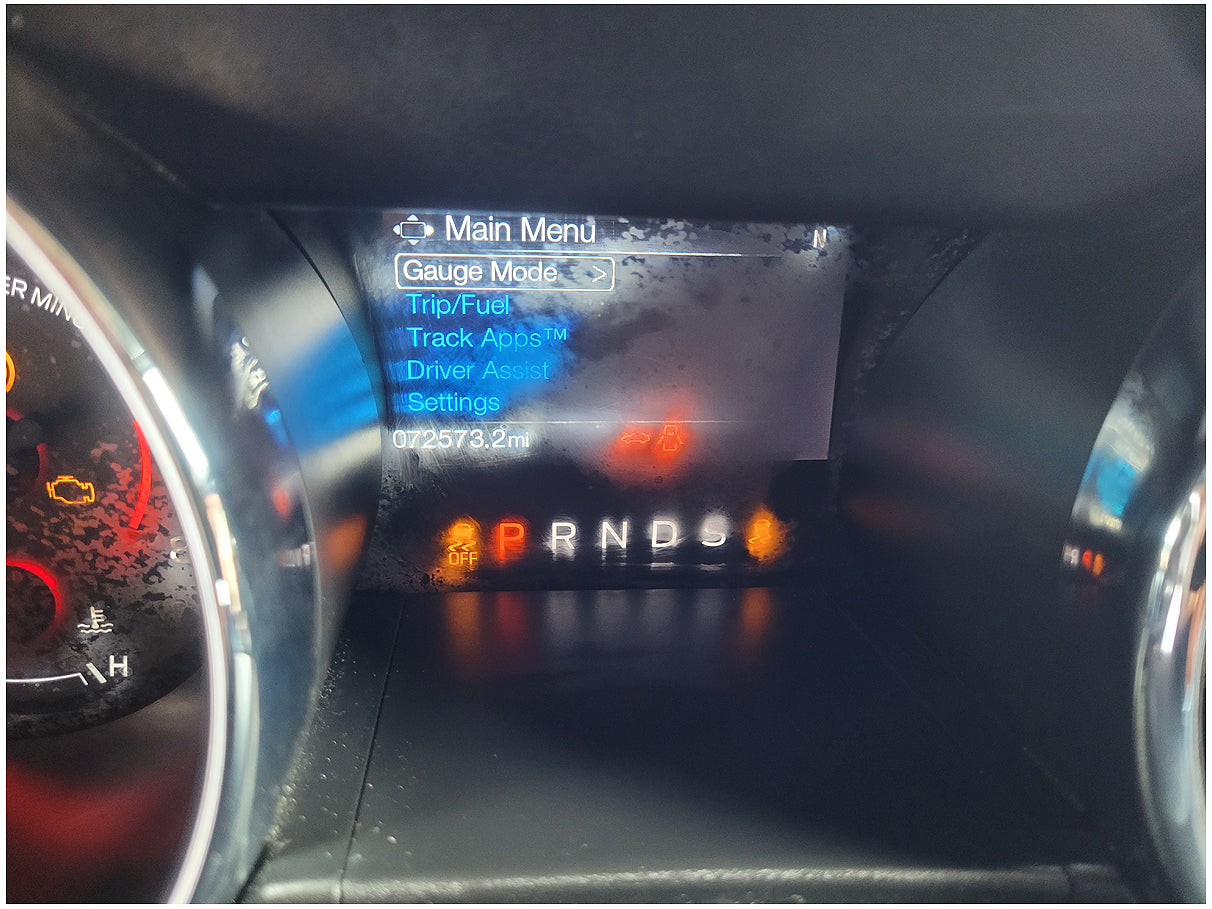 Main Menu
N
Gauge Mode >
Trip/Fuel
Track Apps™
Driver Assist
Settings
072573.2mi
OFF P R N D S
H